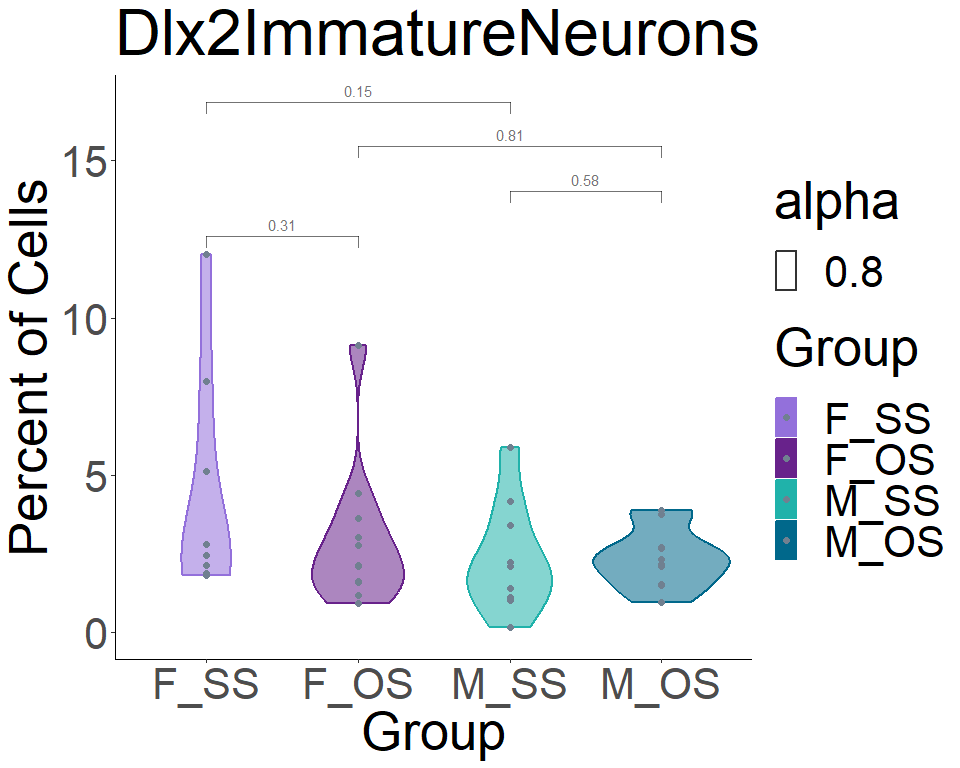 Dlx2ImmatureNeurons
0.15
0.81
0.58
0.31
15
10
5
0
Percent of Cells
F_SS
F_OS
M_SS
M_OS
Group
alpha
0.8
Group
F_SS
F_OS
M_SS
M_OS